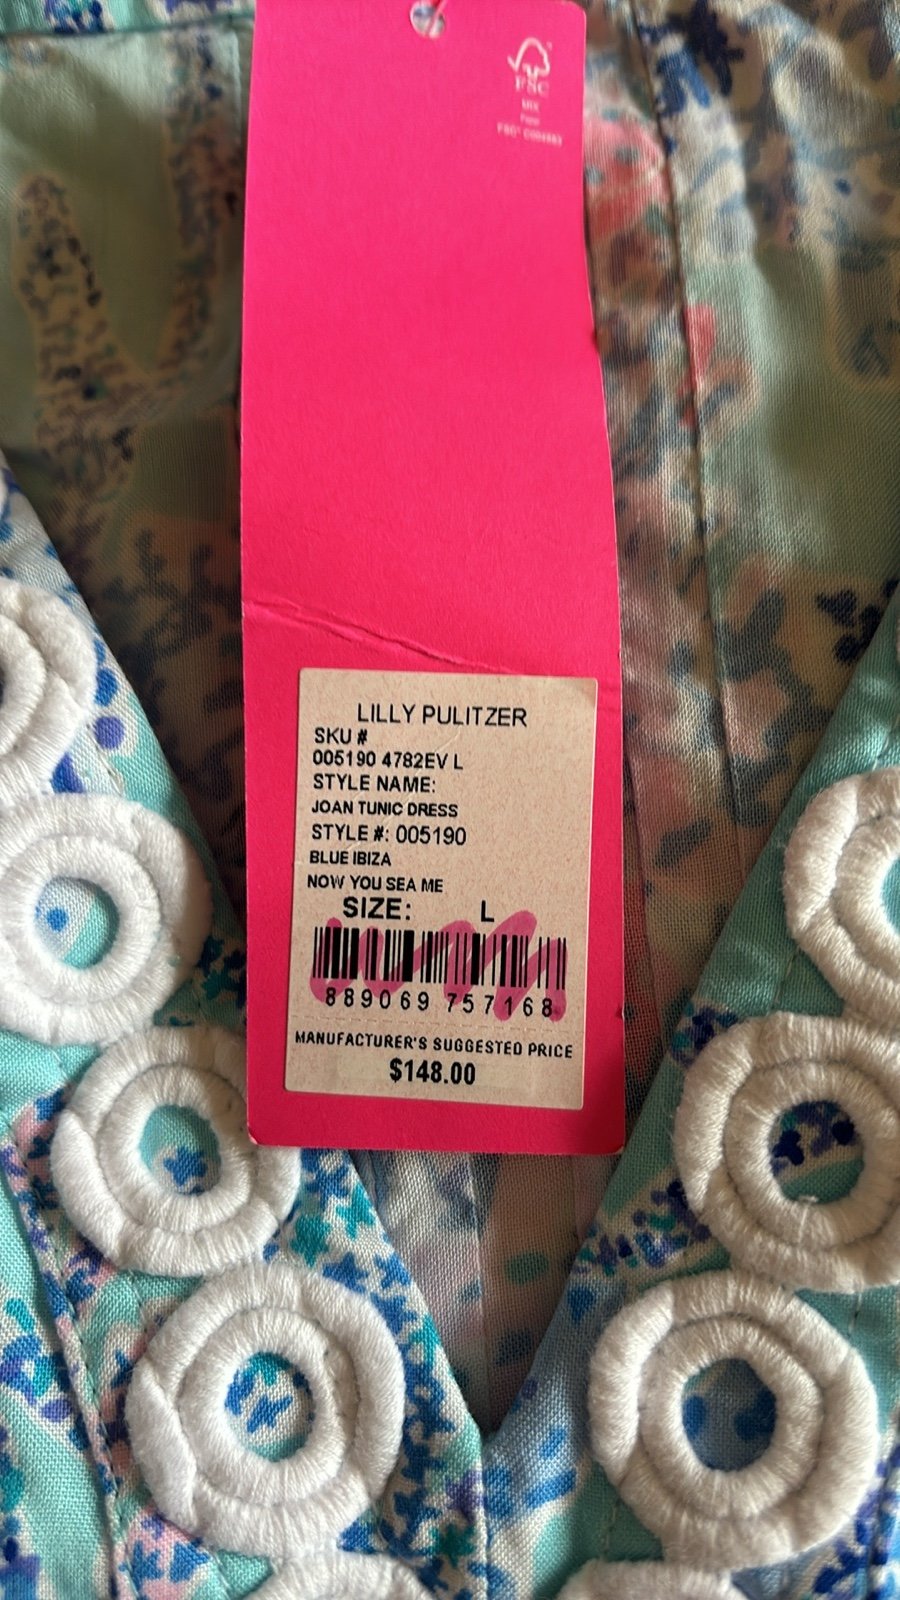 FSC
MIX
LILLY PULITZER
SKU #
005190 4782EV L
STYLE NAME:
JOAN TUNIC DRESS
STYLE #: 005190
BLUE IBIZA
NOW YOU SEA ME
SIZE: L
889069 757168
MANUFACTURER'S SUGGESTED PRICE
$148.00